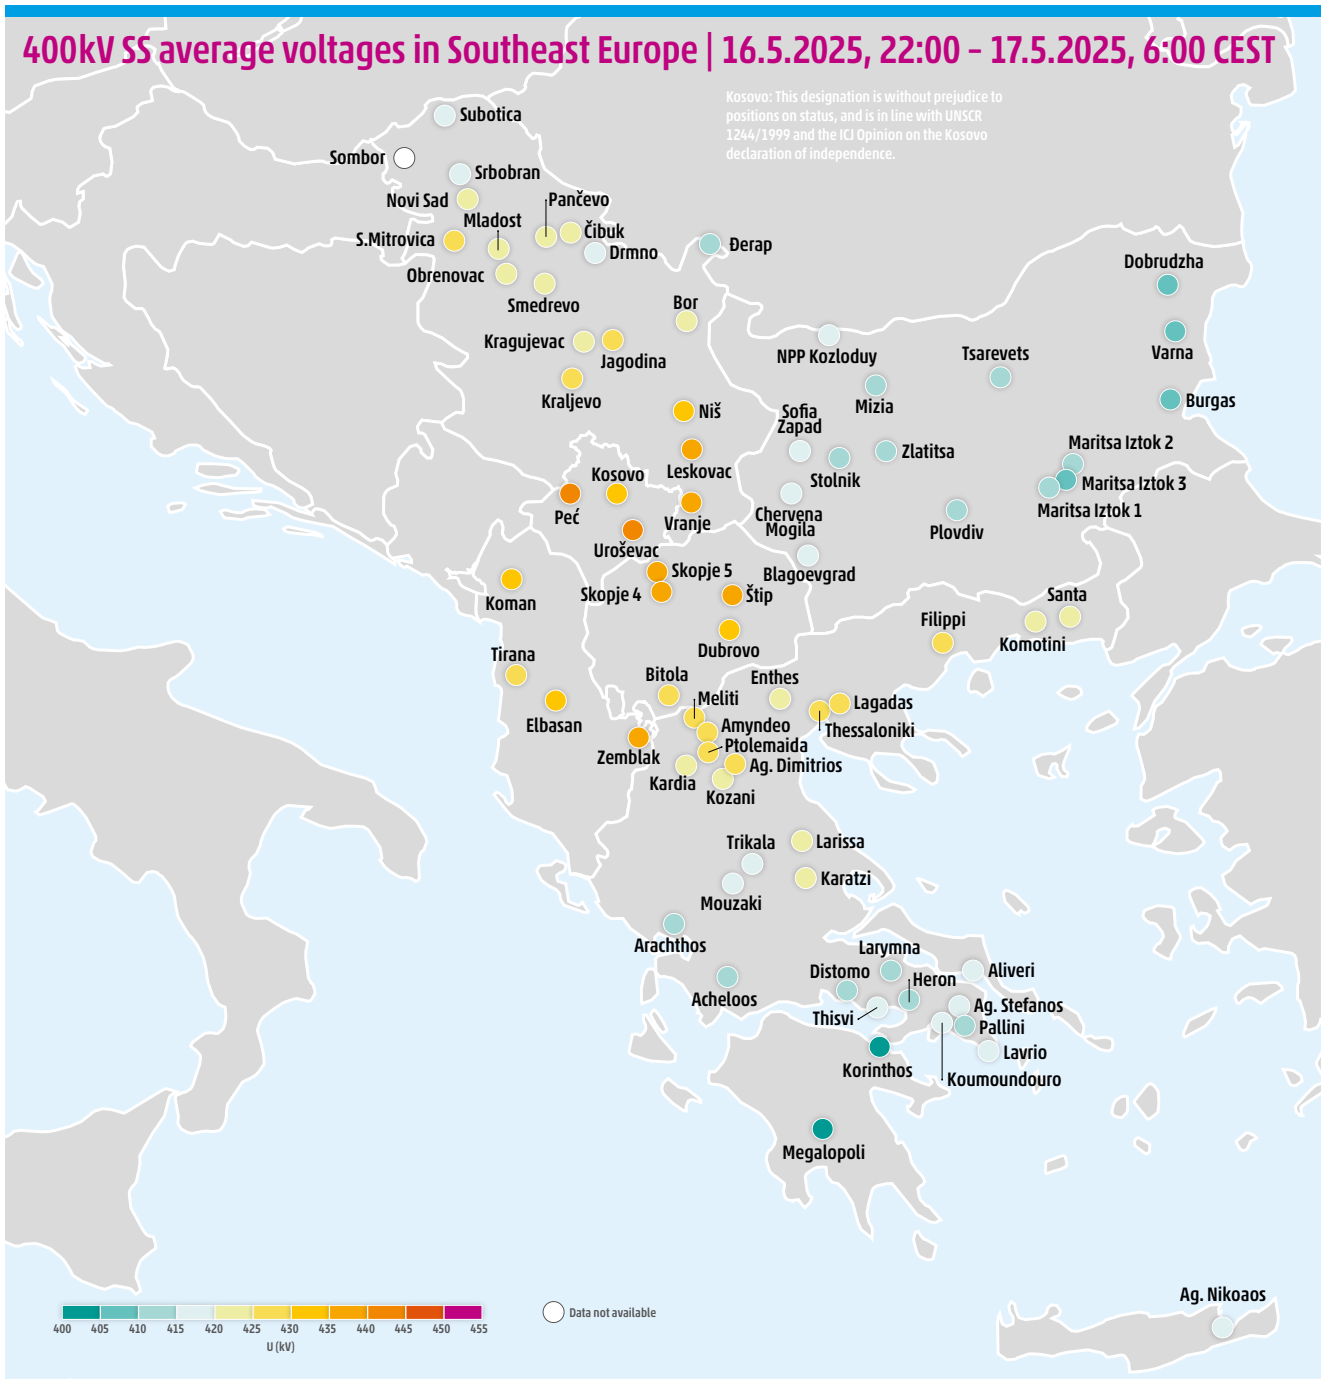 400kV SS average voltages in Southeast Europe | 16.5.2025, 22:00 – 17.5.2025, 6:00 CEST
Kosovo: This designation is without prejudice to
positions on status, and is in line with UNSCR
1244/1999 and the ICJ Opinion on the Kosovo
declaration of independence.
Subotica
Sombor
Srbobran
Novi Sad
Pančevo
Mladost
Čibuk
S.Mitrovica
Drmno
Đerap
Obrenovac
Smedrevo
Dobrudzha
Bor
Kragujevac
Jagodina
NPP Kozloduy
Tsarevets
Varna
Kraljevo
Mizia
Burgas
Niš
Sofia
Zapad
Maritsa Iztok 2
Zlatitsa
Leskovac
Kosovo
Stolnik
Maritsa Iztok 3
Maritsa Iztok 1
Peć
Vranje
Chervena
Mogila
Plovdiv
Uroševac
Skopje 5
Blagoevgrad
Skopje 4
Štip
Koman
Santa
Filippi
Komotini
Dubrovo
Tirana
Bitola
Enthes
Meliti
Lagadas
Elbasan
Amyndeo
Thessaloniki
Ptolemaida
Zemblak
Ag. Dimitrios
Kardia
Kozani
Trikala
Larissa
Karatzi
Mouzaki
Arachthos
Larymna
Distomo
Heron
Aliveri
Acheloos
Ag. Stefanos
Thisvi
Pallini
Lavrio
Korinthos
Koumoundouro
Megalopoli
Ag. Nikoaos
400 405 410 415 420 425 430 435 440 445 450 455
U (kV)
Data not available